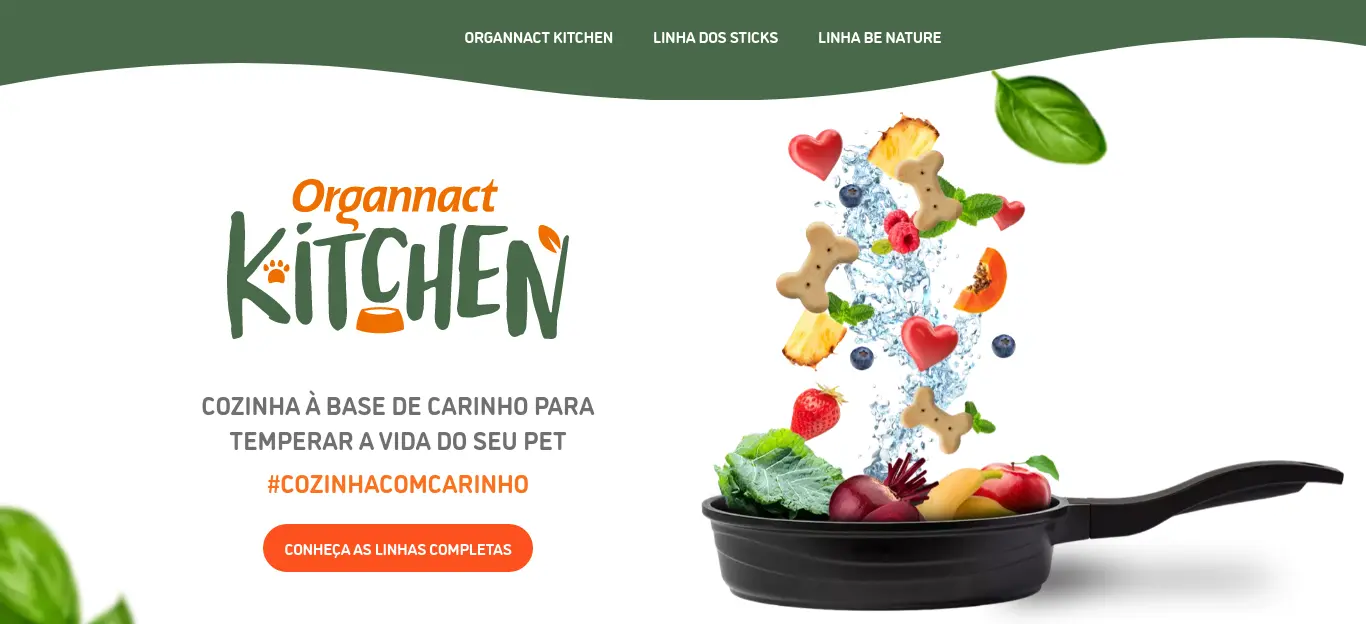 ORGANNACT KITCHEN
LINHA DOS STICKS
LINHA BE NATURE
Organnact
KITCHEN
COZINHA À BASE DE CARINHO PARA
TEMPERAR A VIDA DO SEU PET
#COZINHACOMCARINHO
CONHEÇA AS LINHAS COMPLETAS